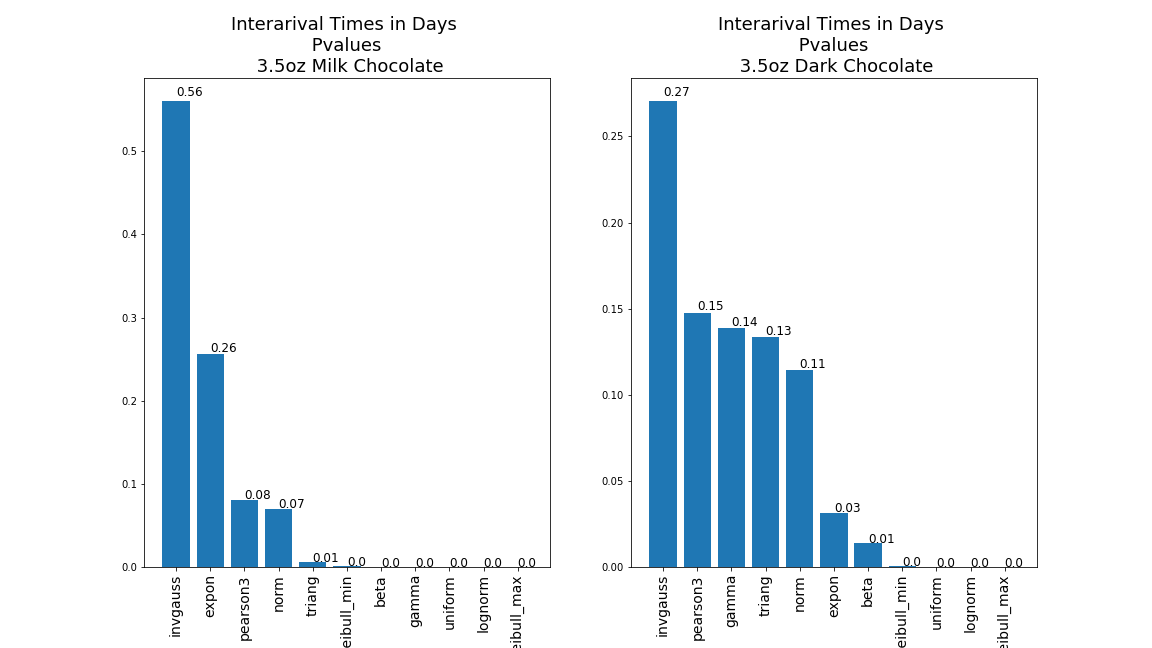 Interarival Times in Days
Pvalues
3.5oz Milk Chocolate
0.5
0.4
0.3
0.2
0.1
0.0
0.56
0.26
0.08
0.07
0.01
0.0
0.0
0.0
0.0
0.0
0.0
invgauss
expon
pearson3
norm
triang
eibull_min
beta
gamma
uniform
lognorm
eibull_max
Interarival Times in Days
Pvalues
3.5oz Dark Chocolate
0.25
0.20
0.15
0.10
0.05
0.00
0.27
0.15
0.14
0.13
0.11
0.03
0.01
0.0
0.0
0.0
0.0
invgauss
pearson3
gamma
triang
norm
expon
beta
eibull_min
uniform
lognorm
eibull_max